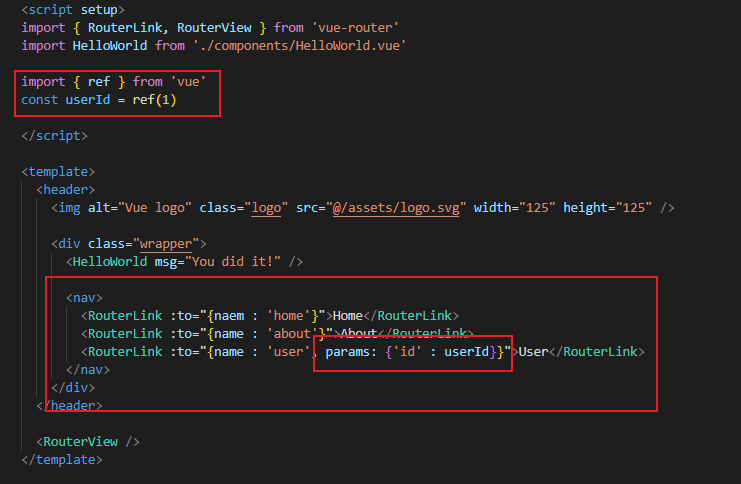 <script setup>
import { RouterLink, RouterView } from 'vue-router'
import HelloWorld from './components/HelloWorld.vue'
import { ref } from 'vue'
const userId = ref(1)
</script>
<template>
<header>
<img alt="Vue logo" class="logo" src="@/assets/logo.svg" width="125" height="125" />
<div class="wrapper">
<HelloWorld msg="You did it!" />
<nav>
<RouterLink :to="{naem : 'home'}">Home</RouterLink>
<RouterLink :to="{name : 'about'}">About</RouterLink>
<RouterLink :to="{name : 'user', params: {'id' : userId}}">User</RouterLink>
</nav>
</div>
</header>
<RouterView />
</template>